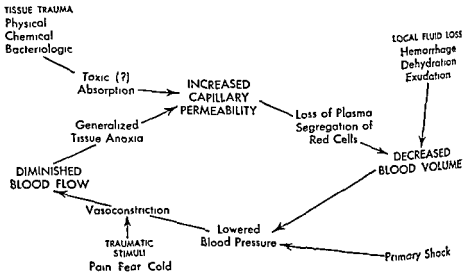 TISSUE TRAUMA
Physical
Chemical
Bacteriologic
Toxic (?)
Absorption
INCREASED
CAPILLARY
PERMEABILITY
LOCAL FLUID LOSS
Hemorrhage
Dehydration
Exudation
Loss of Plasma
Segregation of
Red Cells
Generalized
Tissue Anoxia
DECREASED
BLOOD VOLUME
DIMINISHED
BLOOD FLOW
Vasoconstriction
Lowered
Blood Pressure
TRAUMATIC
STIMULI
Pain Fear Cold
Primary Shock